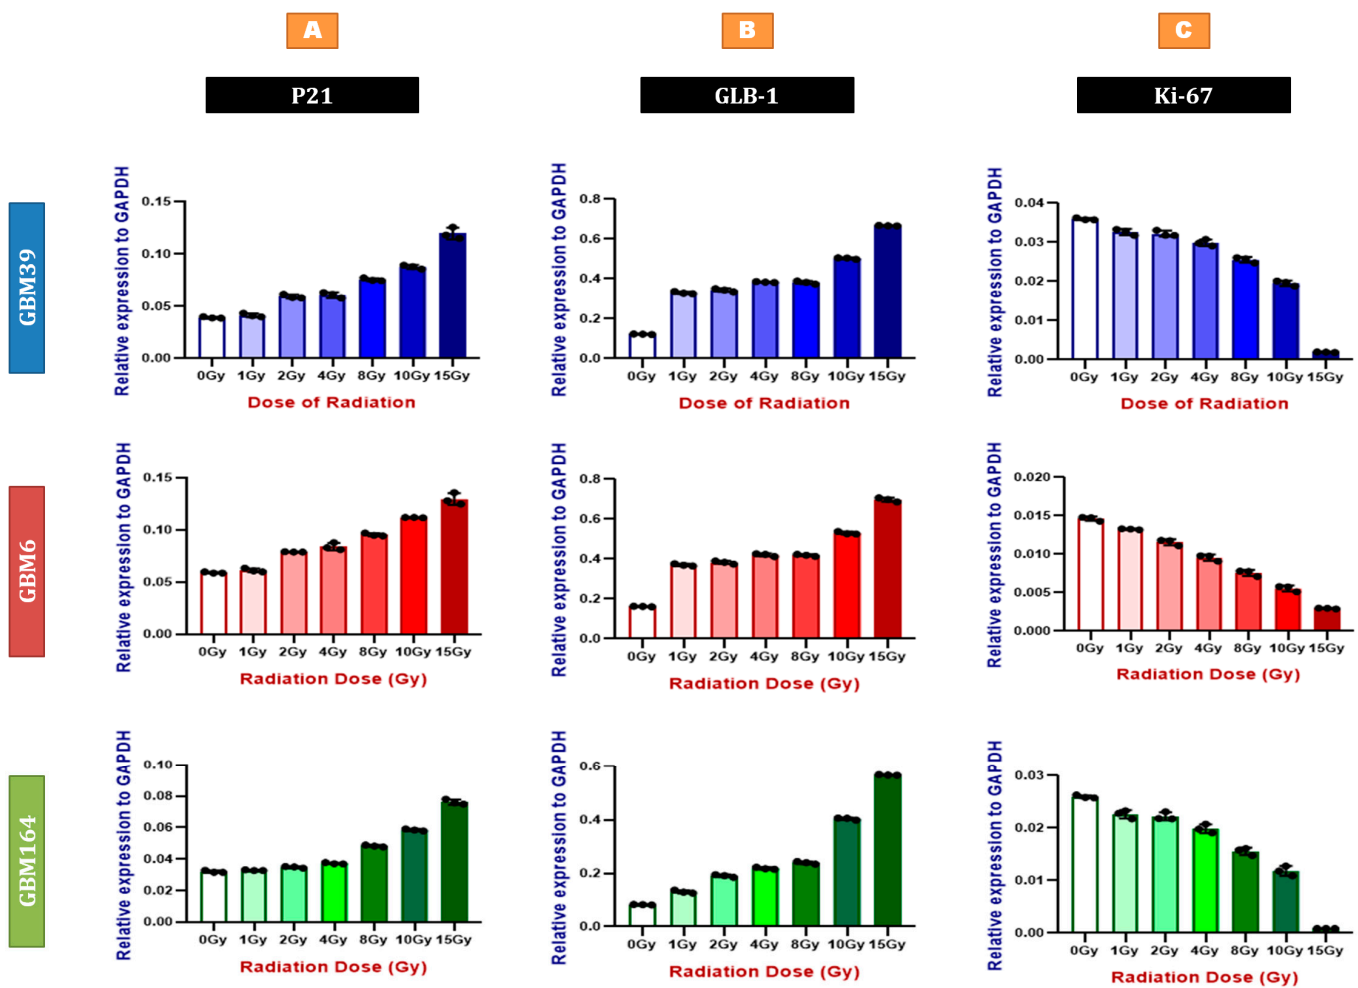 A
B
C
P21
GLB-1
Ki-67
GBM39
Relative expression to GAPDH
0.15
0.10
0.05
0.00
0Gy 1Gy 2Gy 4Gy 8Gy 10Gy 15Gy
Dose of Radiation
Relative expression to GAPDH
0.8
0.6
0.4
0.2
0.0
0Gy 1Gy 2Gy 4Gy 8Gy 10Gy 15Gy
Dose of Radiation
Relative expression to GAPDH
0.04
0.03
0.02
0.01
0.00
0Gy 1Gy 2Gy 4Gy 8Gy 10Gy 15Gy
Dose of Radiation
GBM6
Relative expression to GAPDH
0.15
0.10
0.05
0.00
0Gy 1Gy 2Gy 4Gy 8Gy 10Gy 15Gy
Radiation Dose (Gy)
Relative expression to GAPDH
0.8
0.6
0.4
0.2
0.0
0Gy 1Gy 2Gy 4Gy 8Gy 10Gy 15Gy
Radiation Dose (Gy)
Relative expression to GAPDH
0.020
0.015
0.010
0.005
0.000
0Gy 1Gy 2Gy 4Gy 8Gy 10Gy 15Gy
Radiation Dose (Gy)
GBM164
Relative expression to GAPDH
0.10
0.08
0.06
0.04
0.02
0.00
0Gy 1Gy 2Gy 4Gy 8Gy 10Gy 15Gy
Radiation Dose (Gy)
Relative expression to GAPDH
0.6
0.4
0.2
0.0
0Gy 1Gy 2Gy 4Gy 8Gy 10Gy 15Gy
Radiation Dose (Gy)
Relative expression to GAPDH
0.03
0.02
0.01
0.00
0Gy 1Gy 2Gy 4Gy 8Gy 10Gy 15Gy
Radiation Dose (Gy)